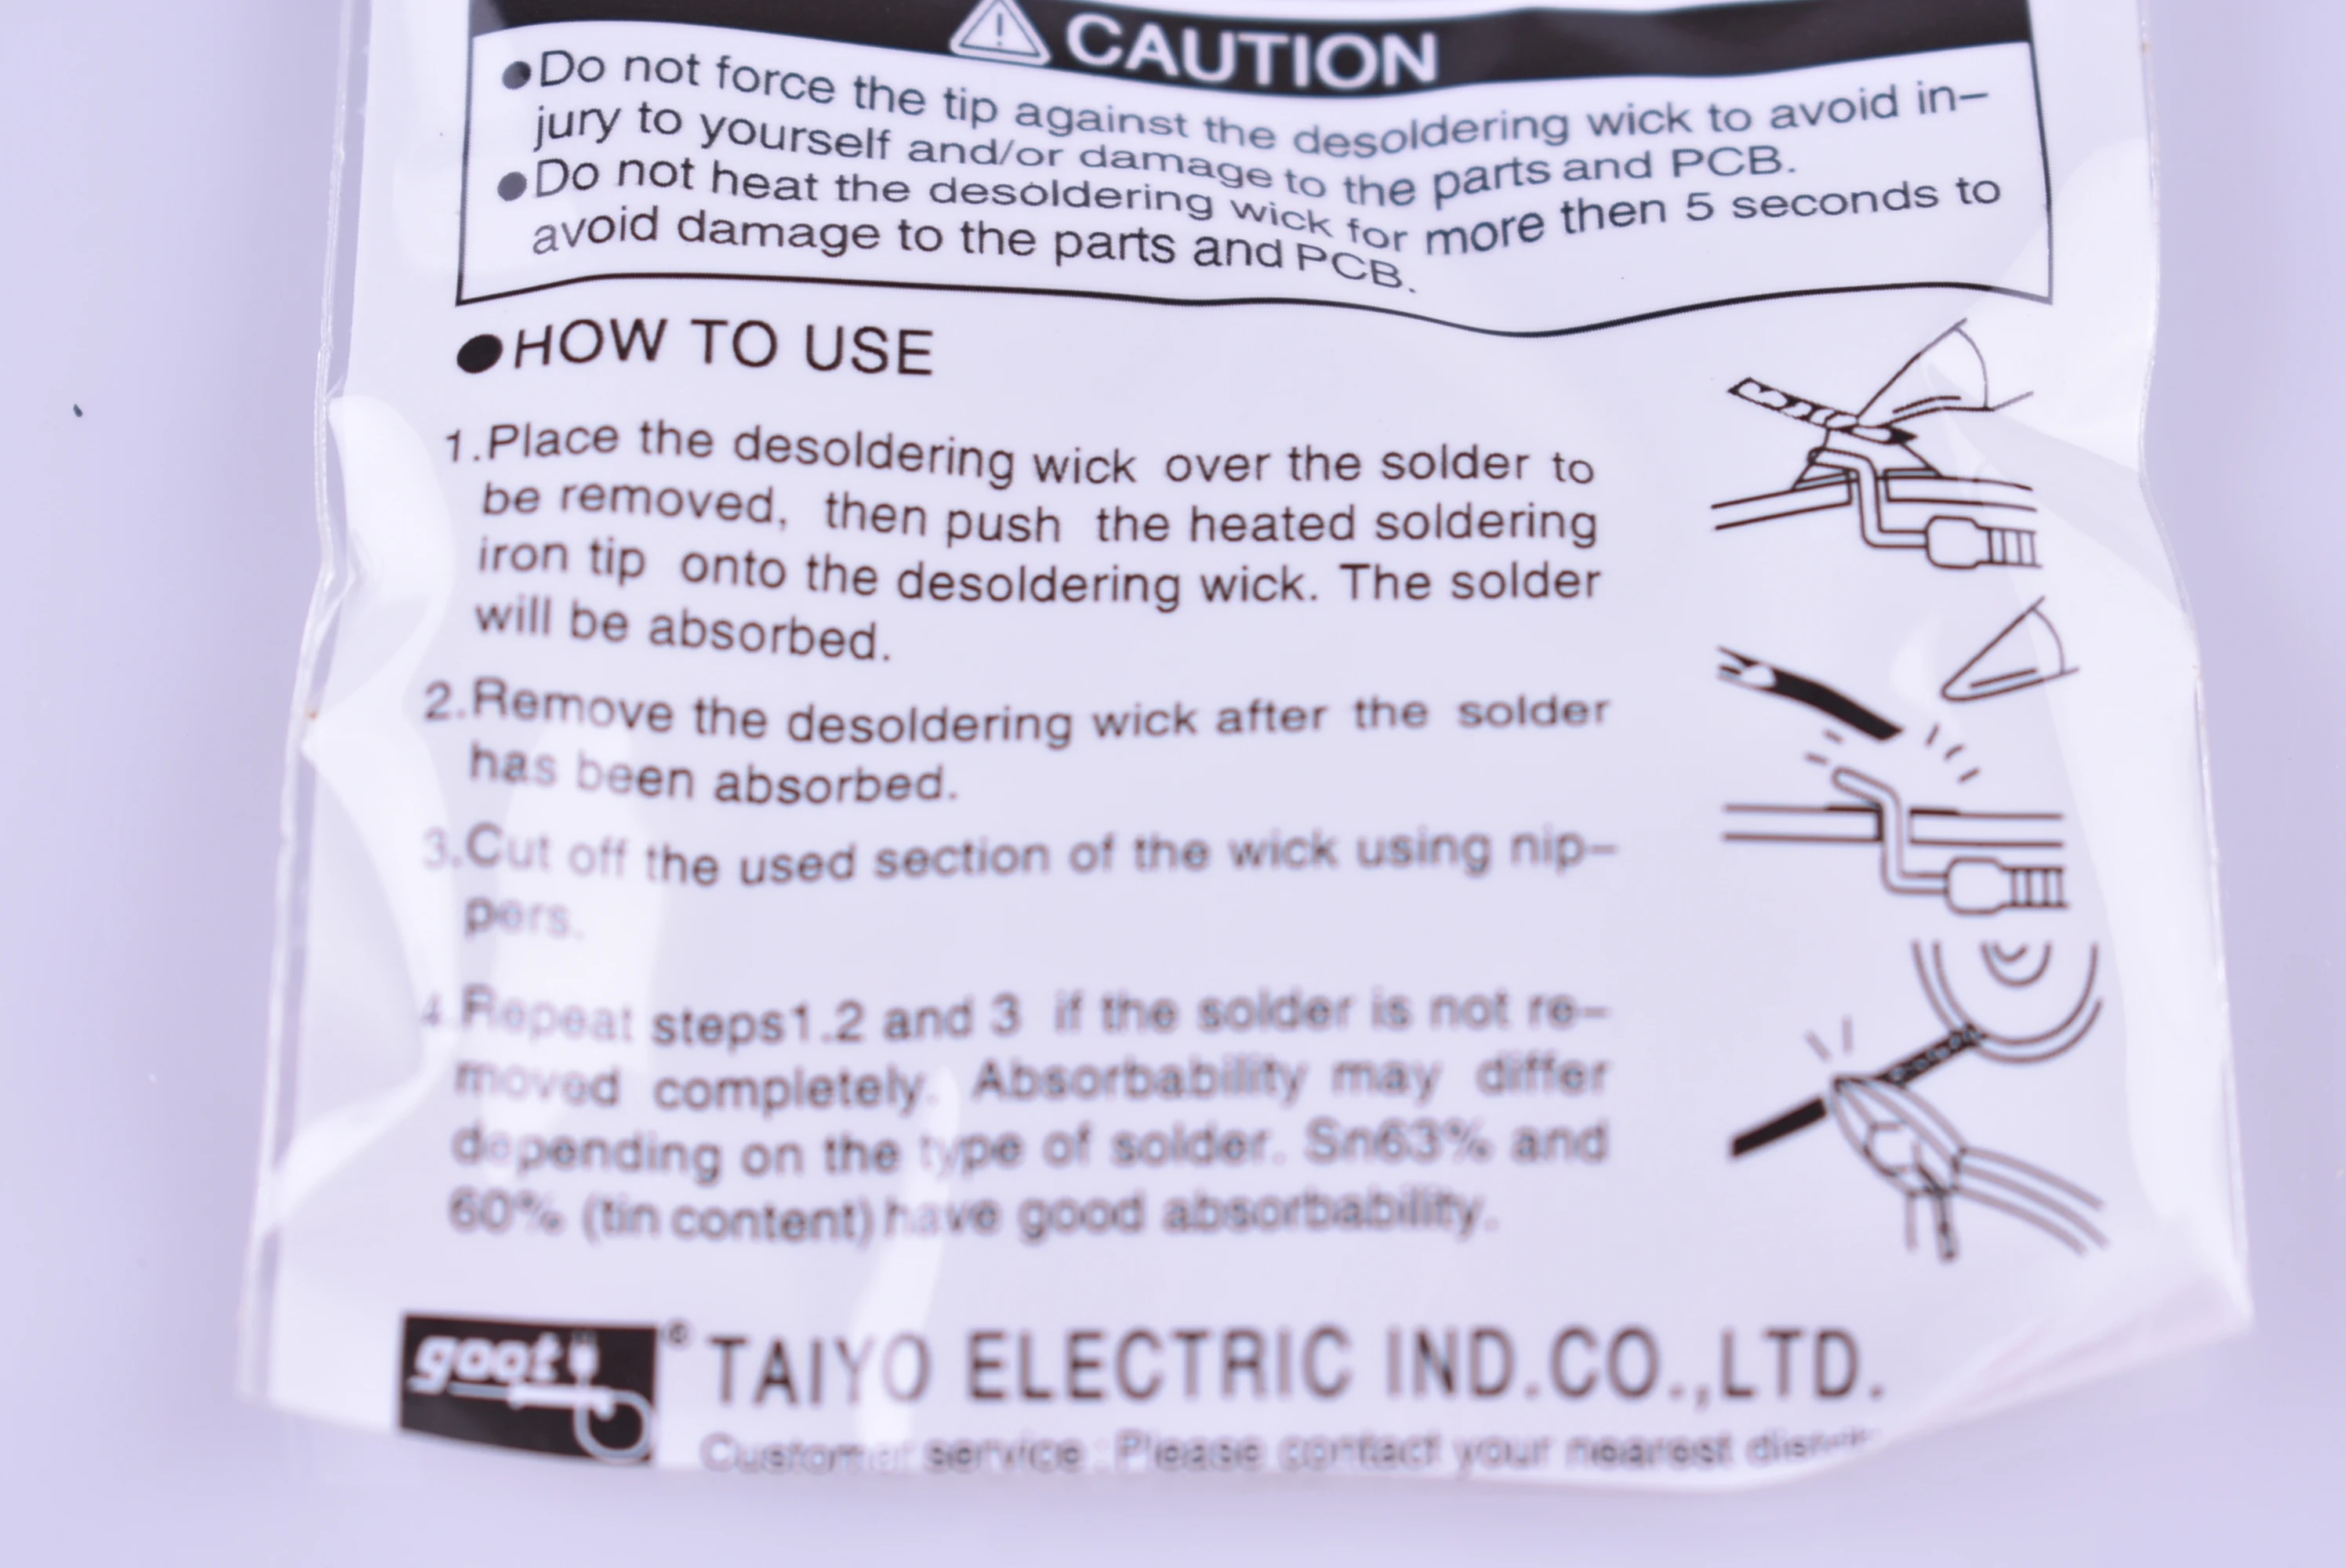 CAUTION
●Do not force the tip against the desoldering wick to avoid in-
jury to yourself and/or damage to the parts and PCB.
●Do not heat the desoldering wick for more then 5 seconds to
avoid damage to the parts and PCB.
●HOW TO USE
1.Place the desoldering wick over the solder to
be removed, then push the heated soldering
iron tip onto the desoldering wick. The solder
will be absorbed.
2.Remove the desoldering wick after the solder
has been absorbed.
3.Cut off the used section of the wick using nip-
pers.
4.Repeat steps1.2 and 3 if the solder is not re-
moved completely. Absorbability may differ
depending on the type of solder. Sn63% and
60% (tin content) have good absorbability.
goot
® TAIYO ELECTRIC IND.CO.,LTD.
Customer service : Please contact your nearest